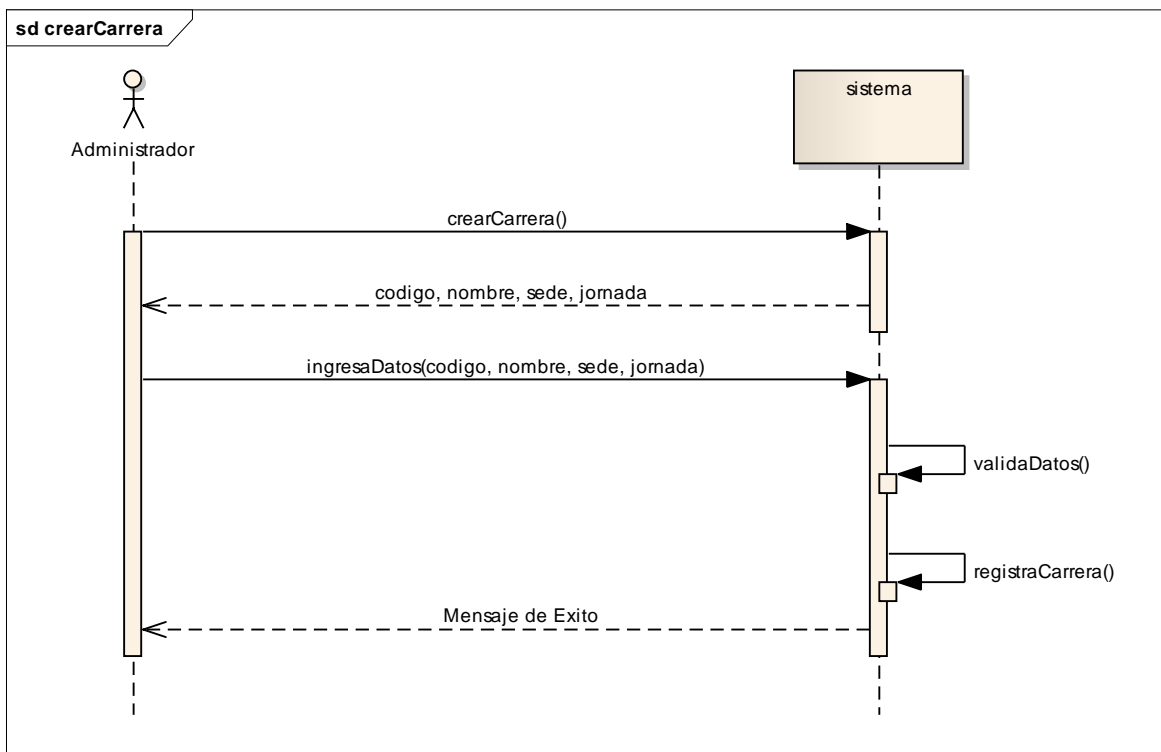 sd crearCarrera
Administrador
sistema
crearCarrera()
codigo, nombre, sede, jornada
ingresaDatos(codigo, nombre, sede, jornada)
validaDatos()
registraCarrera()
Mensaje de Exito